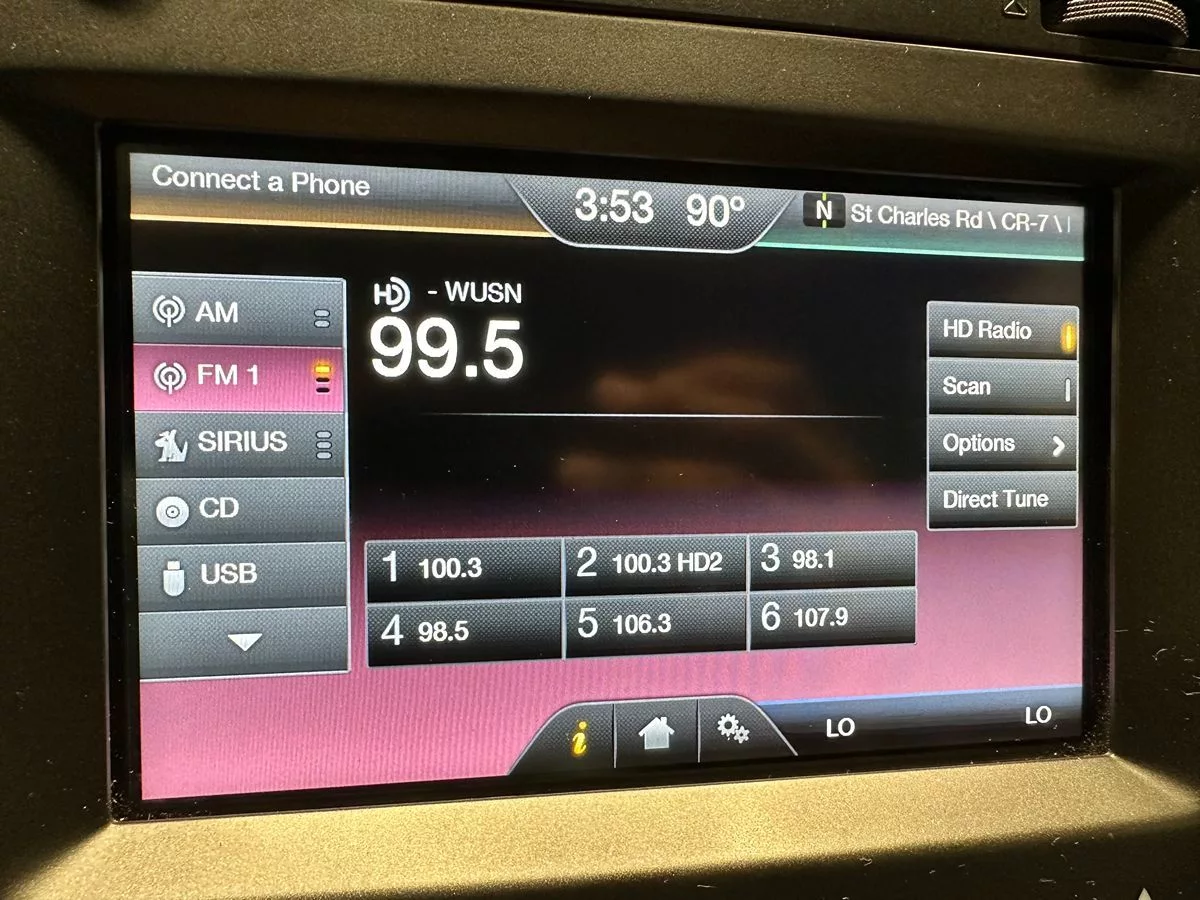 Connect a Phone
3:53 90°
N St Charles Rd \ CR-7 \
AM
FM 1
SIRIUS
CD
USB
HD - WUSN
99.5
HD Radio
Scan
Options
Direct Tune
1 100.3
2 100.3 HD2
3 98.1
4 98.5
5 106.3
6 107.9
i
LO
LO